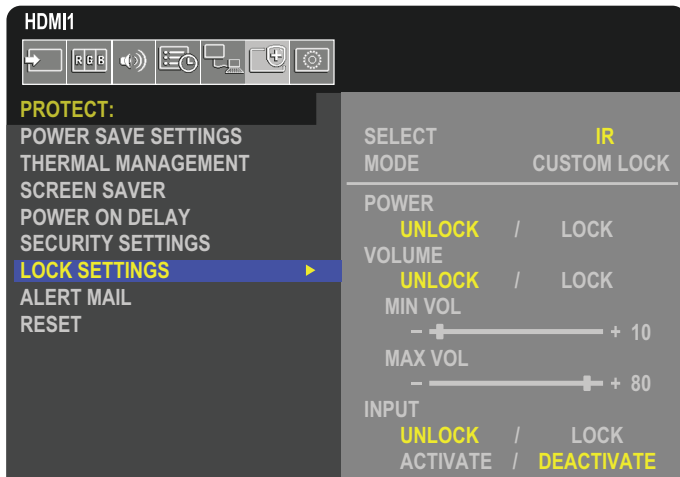 HDMI1
RGB
PROTECT:
POWER SAVE SETTINGS
THERMAL MANAGEMENT
SCREEN SAVER
POWER ON DELAY
SECURITY SETTINGS
LOCK SETTINGS
ALERT MAIL
RESET
SELECT IR
MODE CUSTOM LOCK
POWER
UNLOCK / LOCK
VOLUME
UNLOCK / LOCK
MIN VOL
– + 10
MAX VOL
– + 80
INPUT
UNLOCK / LOCK
ACTIVATE / DEACTIVATE